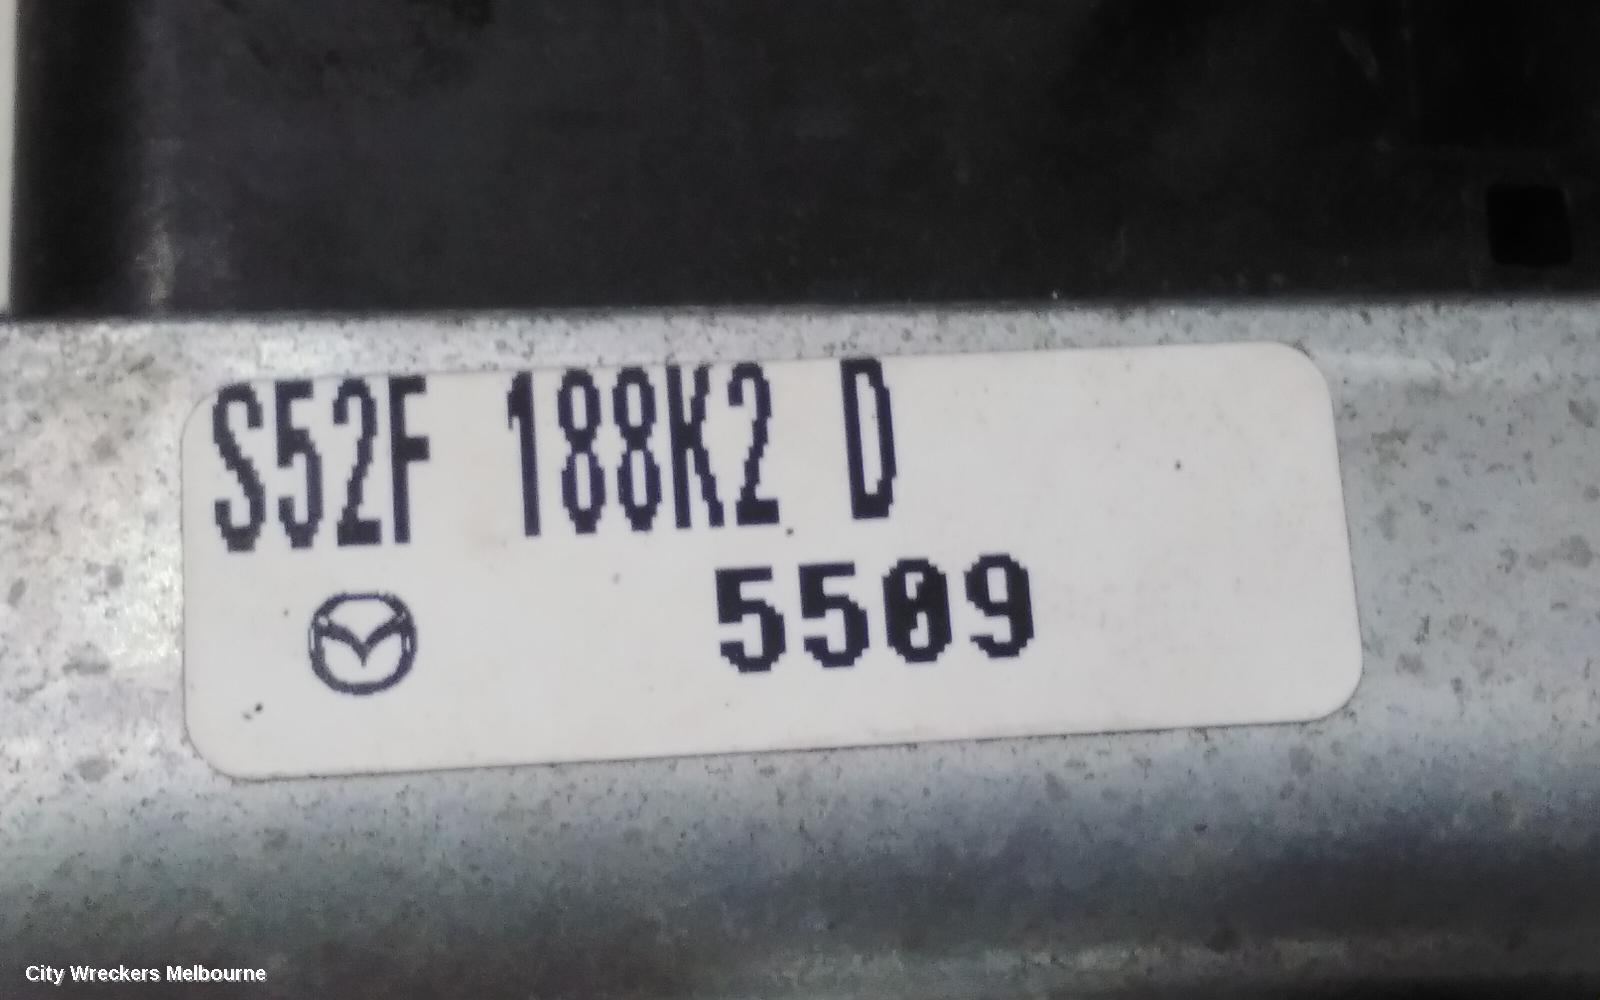 S52F 188K2 D
5509
City Wreckers Melbourne